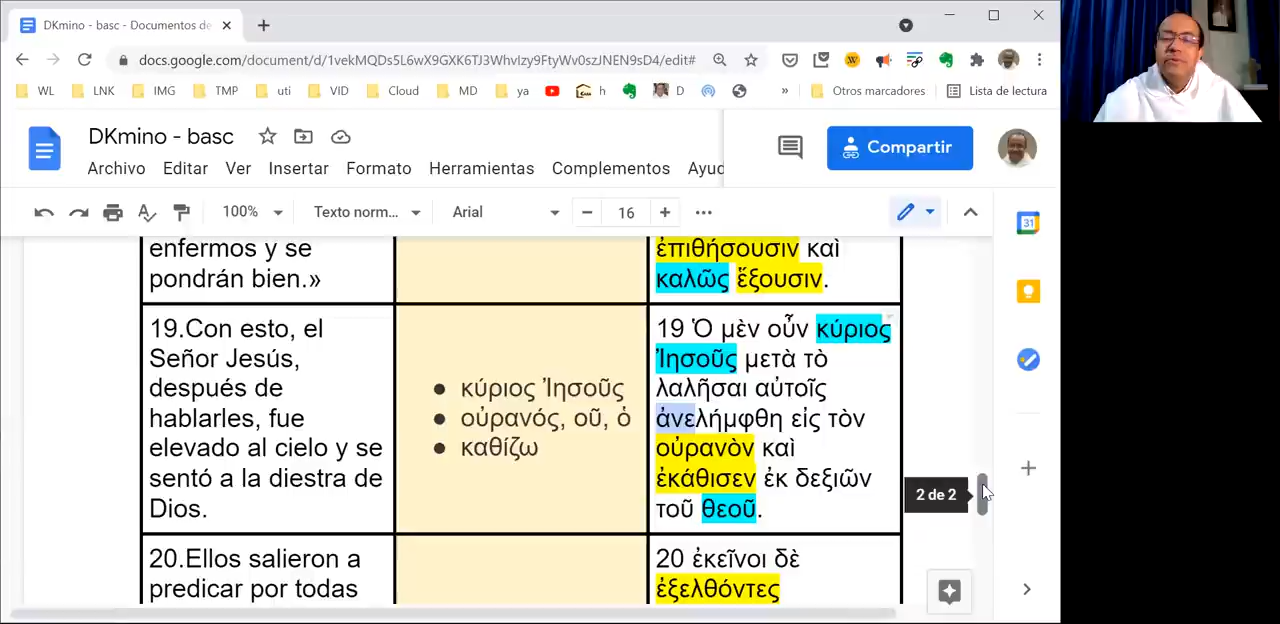 DKmino - basc - Documentos de
docs.google.com/document/d/1vekMQDs5L6wX9GXK6TJ3WhvIzy9FtyWv0szJNEN9sD4/edit#
WL LNK IMG TMP uti VID Cloud MD ya h D » Otros marcadores Lista de lectura
DKmino - basc
Compartir
Archivo Editar Ver Insertar Formato Herramientas Complementos Ayud
100% Texto norm... Arial 16
31
enfermos y se
pondrán bien.»
ἐπιθήσουσιν καὶ
καλῶς ἕξουσιν.
19.Con esto, el
Señor Jesús,
después de
hablarles, fue
elevado al cielo y se
sentó a la diestra de
Dios.
● κύριος Ἰησοῦς
● οὐρανός, οῦ, ὁ
● καθίζω
19 Ὁ μὲν οὖν κύριος
Ἰησοῦς μετὰ τὸ
λαλῆσαι αὐτοῖς
ἀνελήμφθη εἰς τὸν
οὐρανὸν καὶ
ἐκάθισεν ἐκ δεξιῶν
τοῦ θεοῦ.
2 de 2
20.Ellos salieron a
predicar por todas
20 ἐκεῖνοι δὲ
ἐξελθόντες